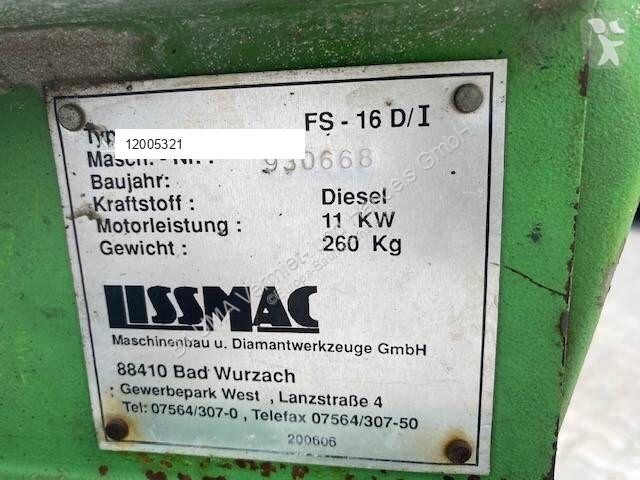 Typ FS - 16 D/I
12005321
Masch. - Nr. : 930668
Baujahr:
Kraftstoff : Diesel
Motorleistung : 11 KW
Gewicht : 260 Kg
LISSMAC
Maschinenbau u. Diamantwerkzeuge GmbH
88410 Bad Wurzach
Gewerbepark West , Lanzstraße 4
Tel: 07564/307-0 , Telefax 07564/307-50
200606